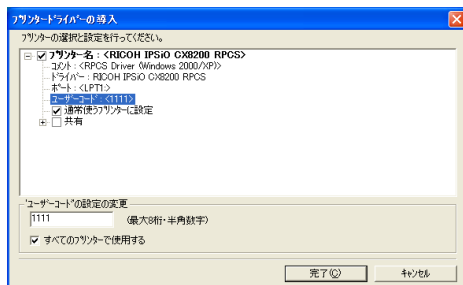 プリンタードライバーの導入
プリンターの選択と設定を行ってください。
プリンター名 : <RICOH IPSiO CX8200 RPCS>
コメント : <RPCS Driver (Windows 2000/XP)>
ドライバー : RICOH IPSiO CX8200 RPCS
ポート : <LPT1:>
ユーザーコード : <1111>
通常使うプリンターに設定
共有
"ユーザーコード"の設定の変更
1111
(最大8桁・半角数字)
すべてのプリンターで使用する
完了(C)
キャンセル